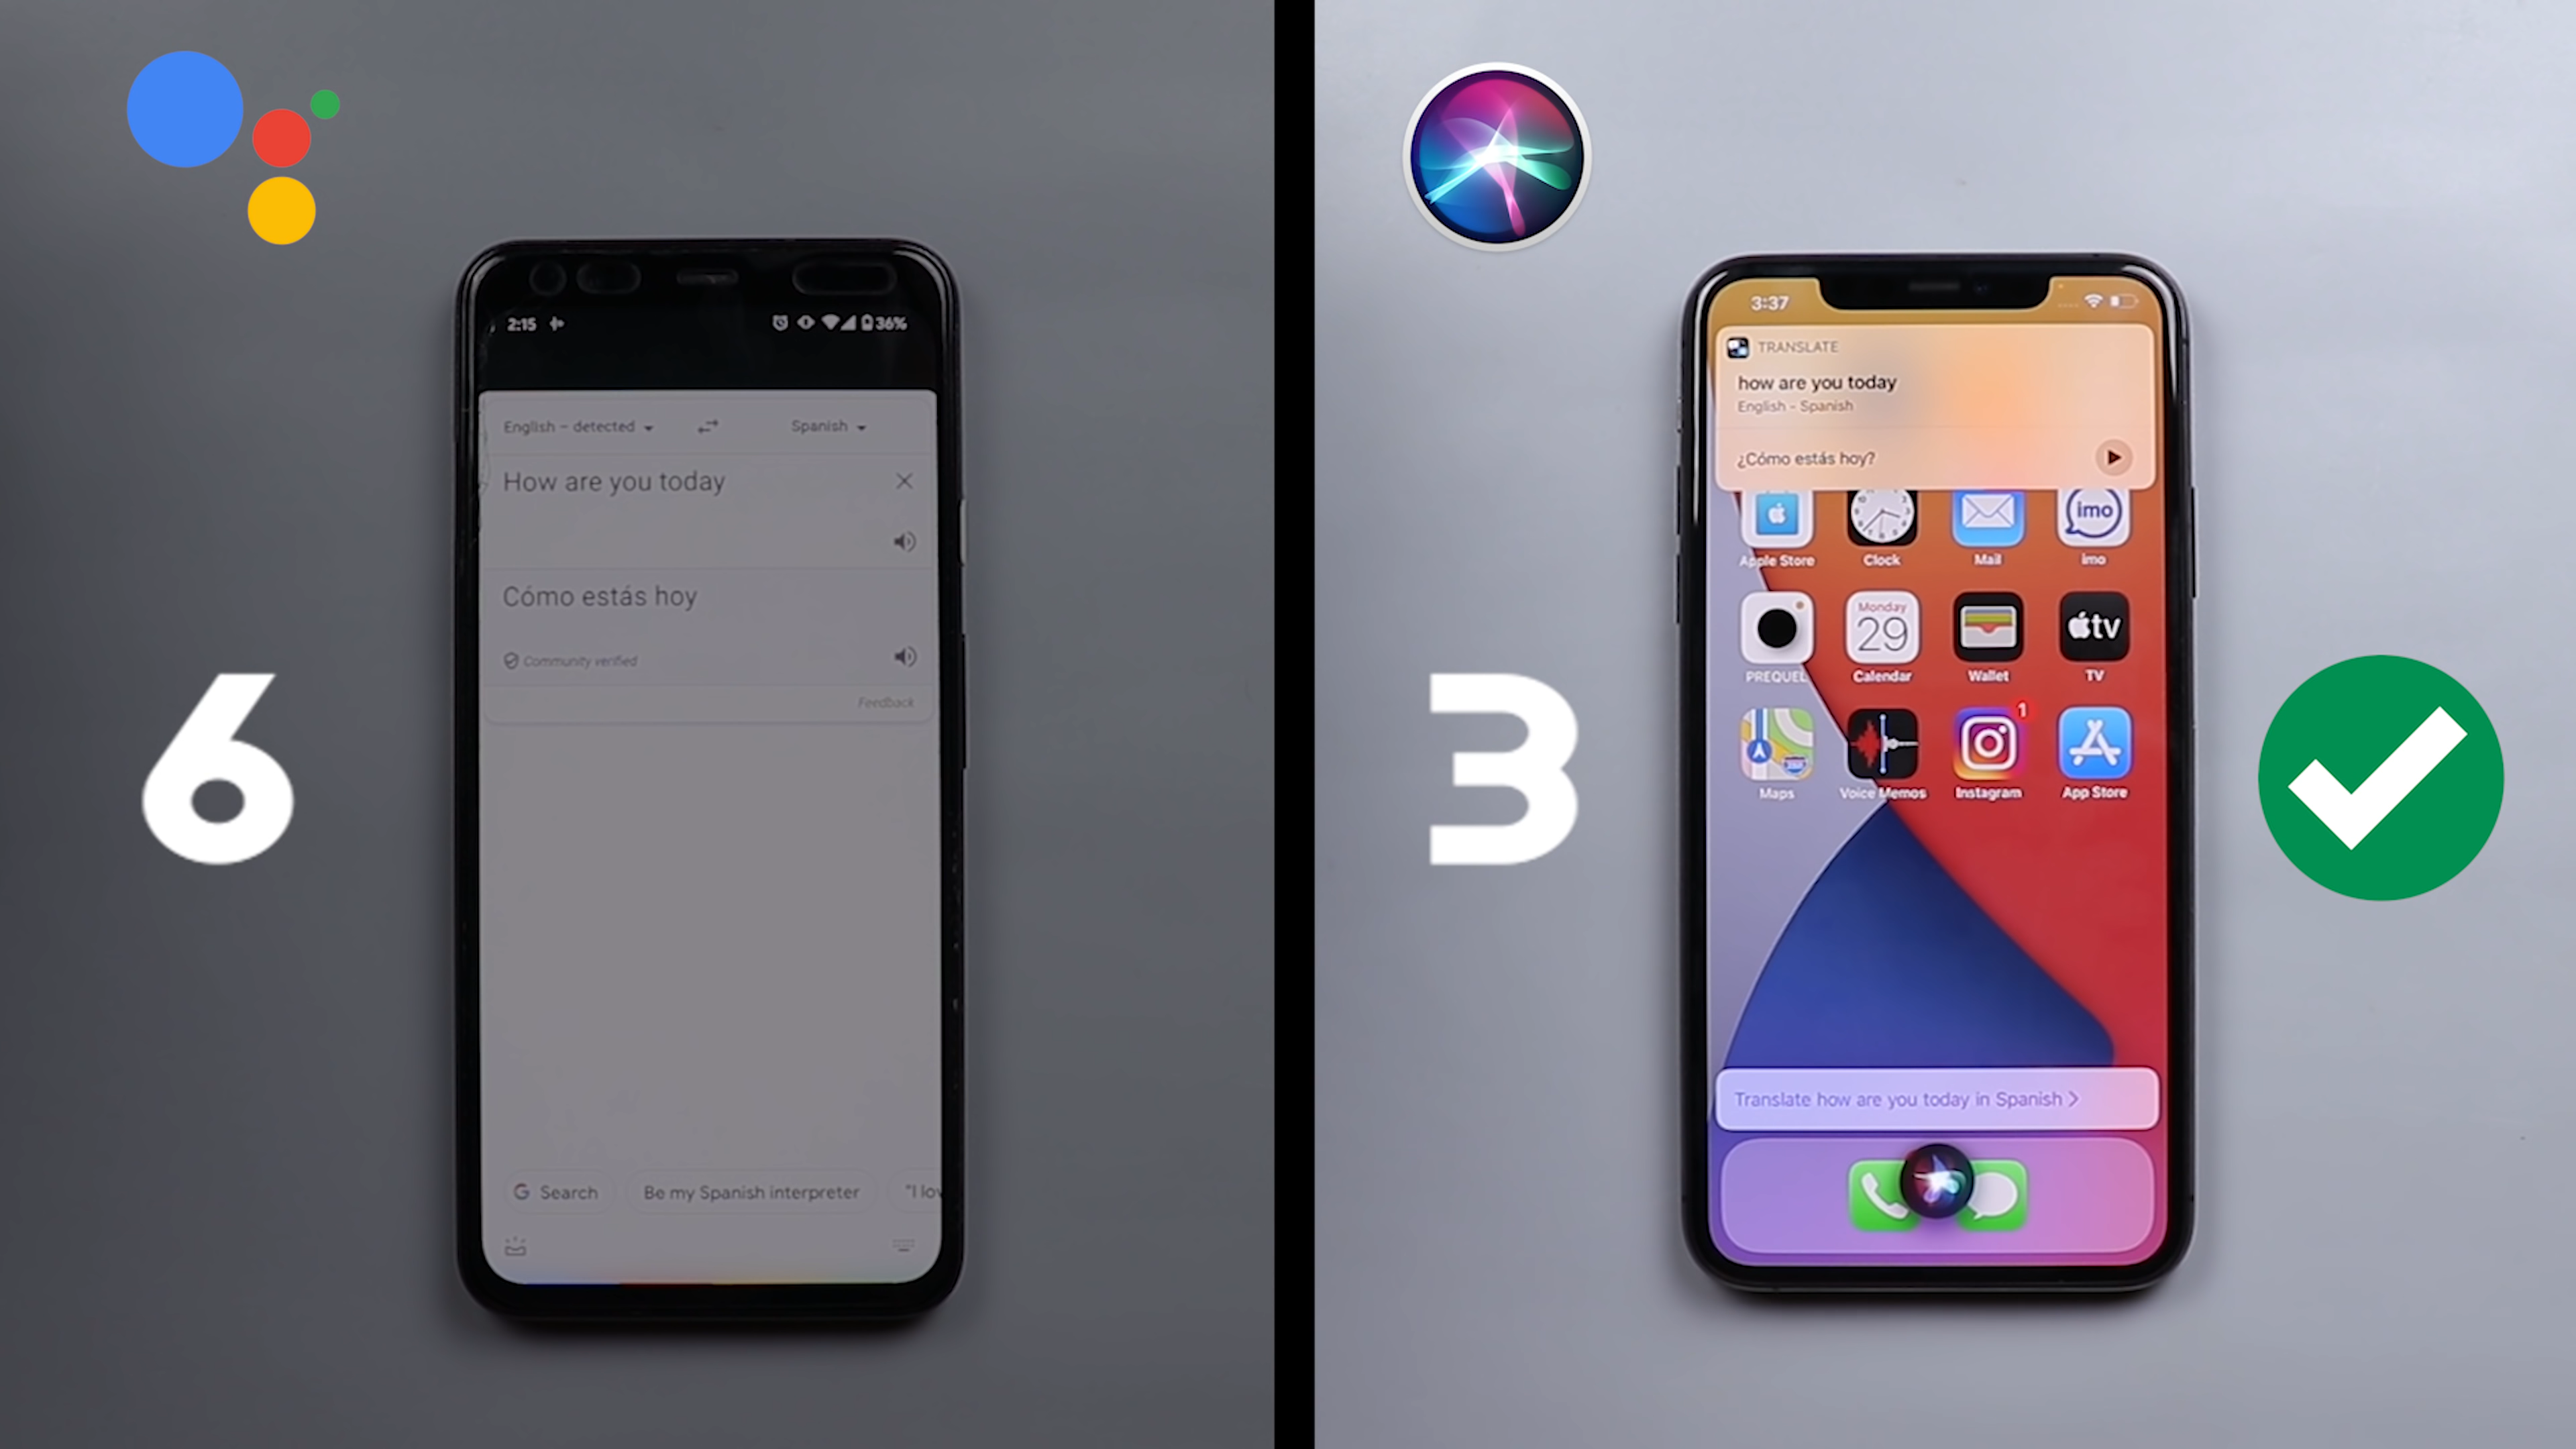 2:15
36%
English – detected
Spanish
How are you today
Cómo estás hoy
Community verified
Feedback
G Search
Be my Spanish interpreter
"I lov
6
3
3:37
TRANSLATE
how are you today
English - Spanish
¿Cómo estás hoy?
imo
Apple Store
Clock
Mail
imo
Monday
29
tv
PREQUEL
Calendar
Wallet
TV
1
Maps
Voice Memos
Instagram
App Store
Translate how are you today in Spanish >